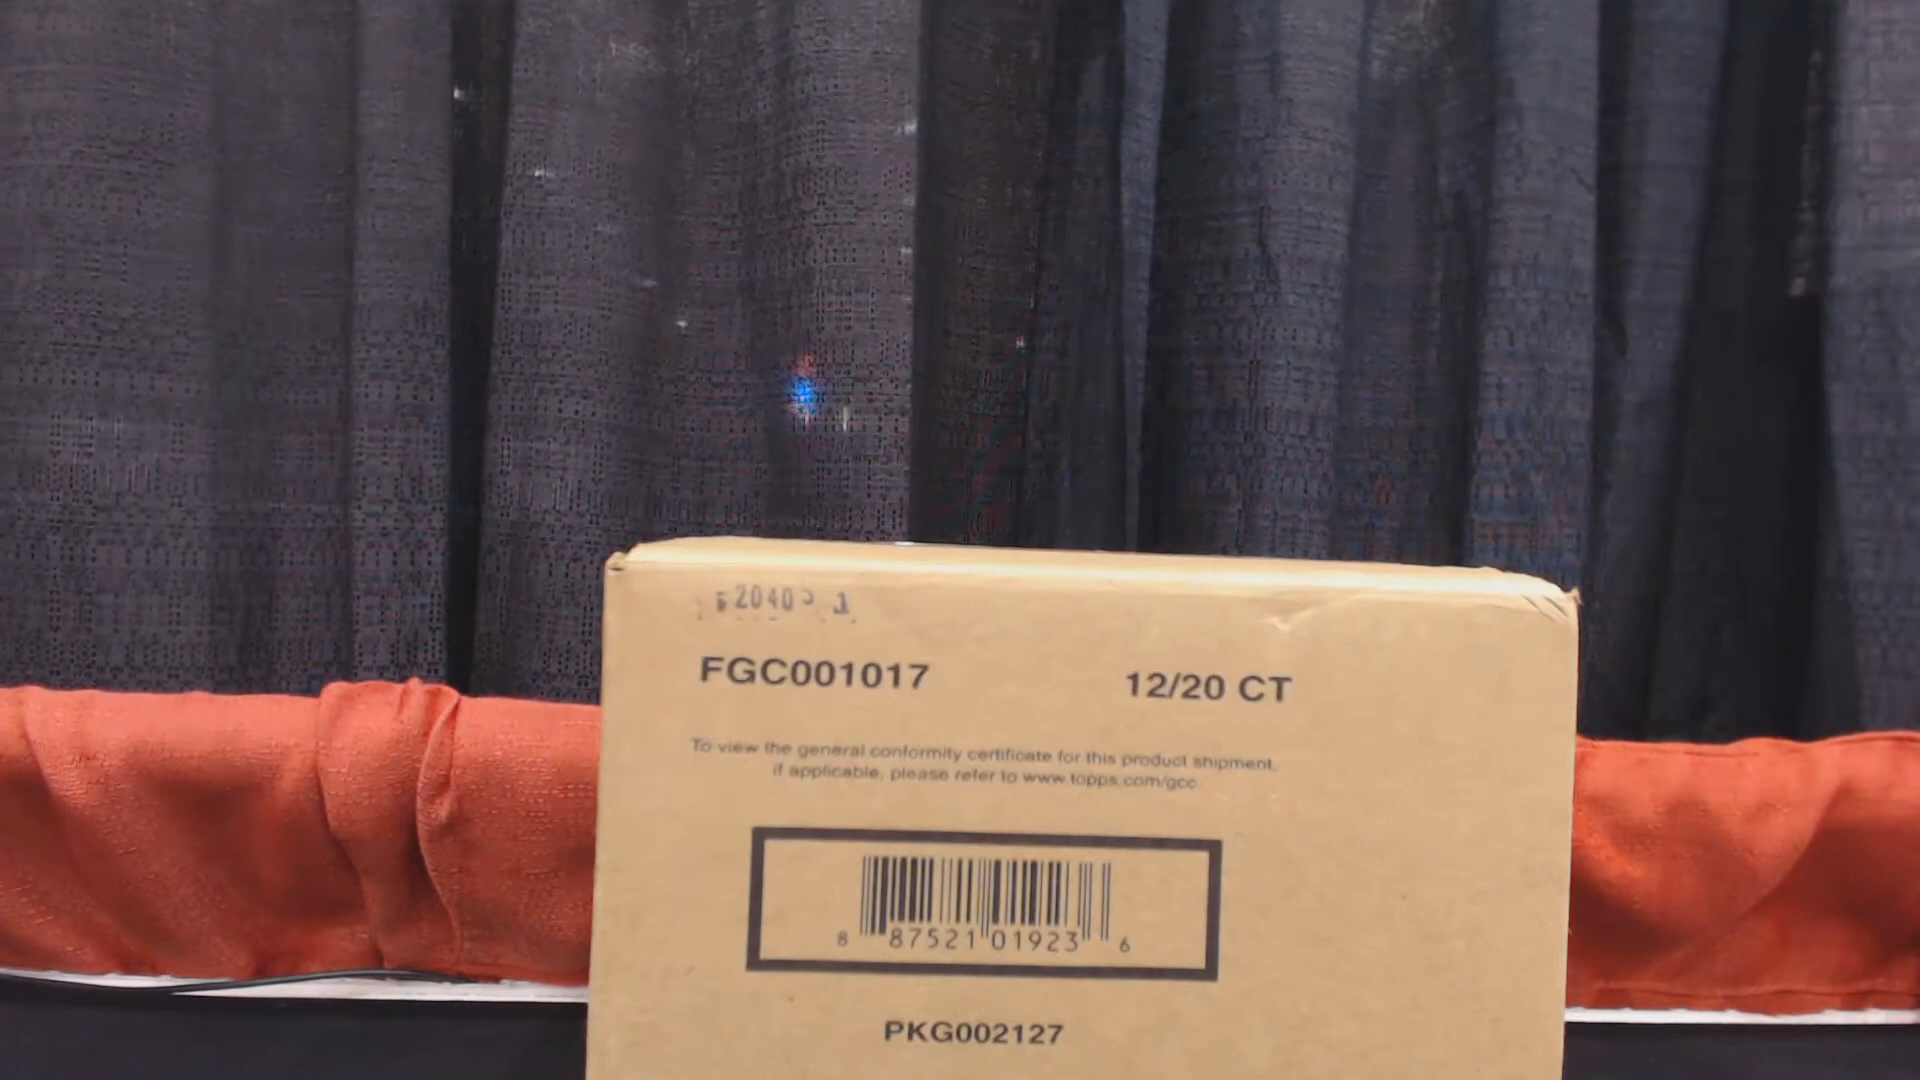 2040
FGC001017
12/20 CT
To view the general conformity certificate for this product shipment,
if applicable, please refer to www.topps.com/gcc
8 87521 01923 6
PKG002127